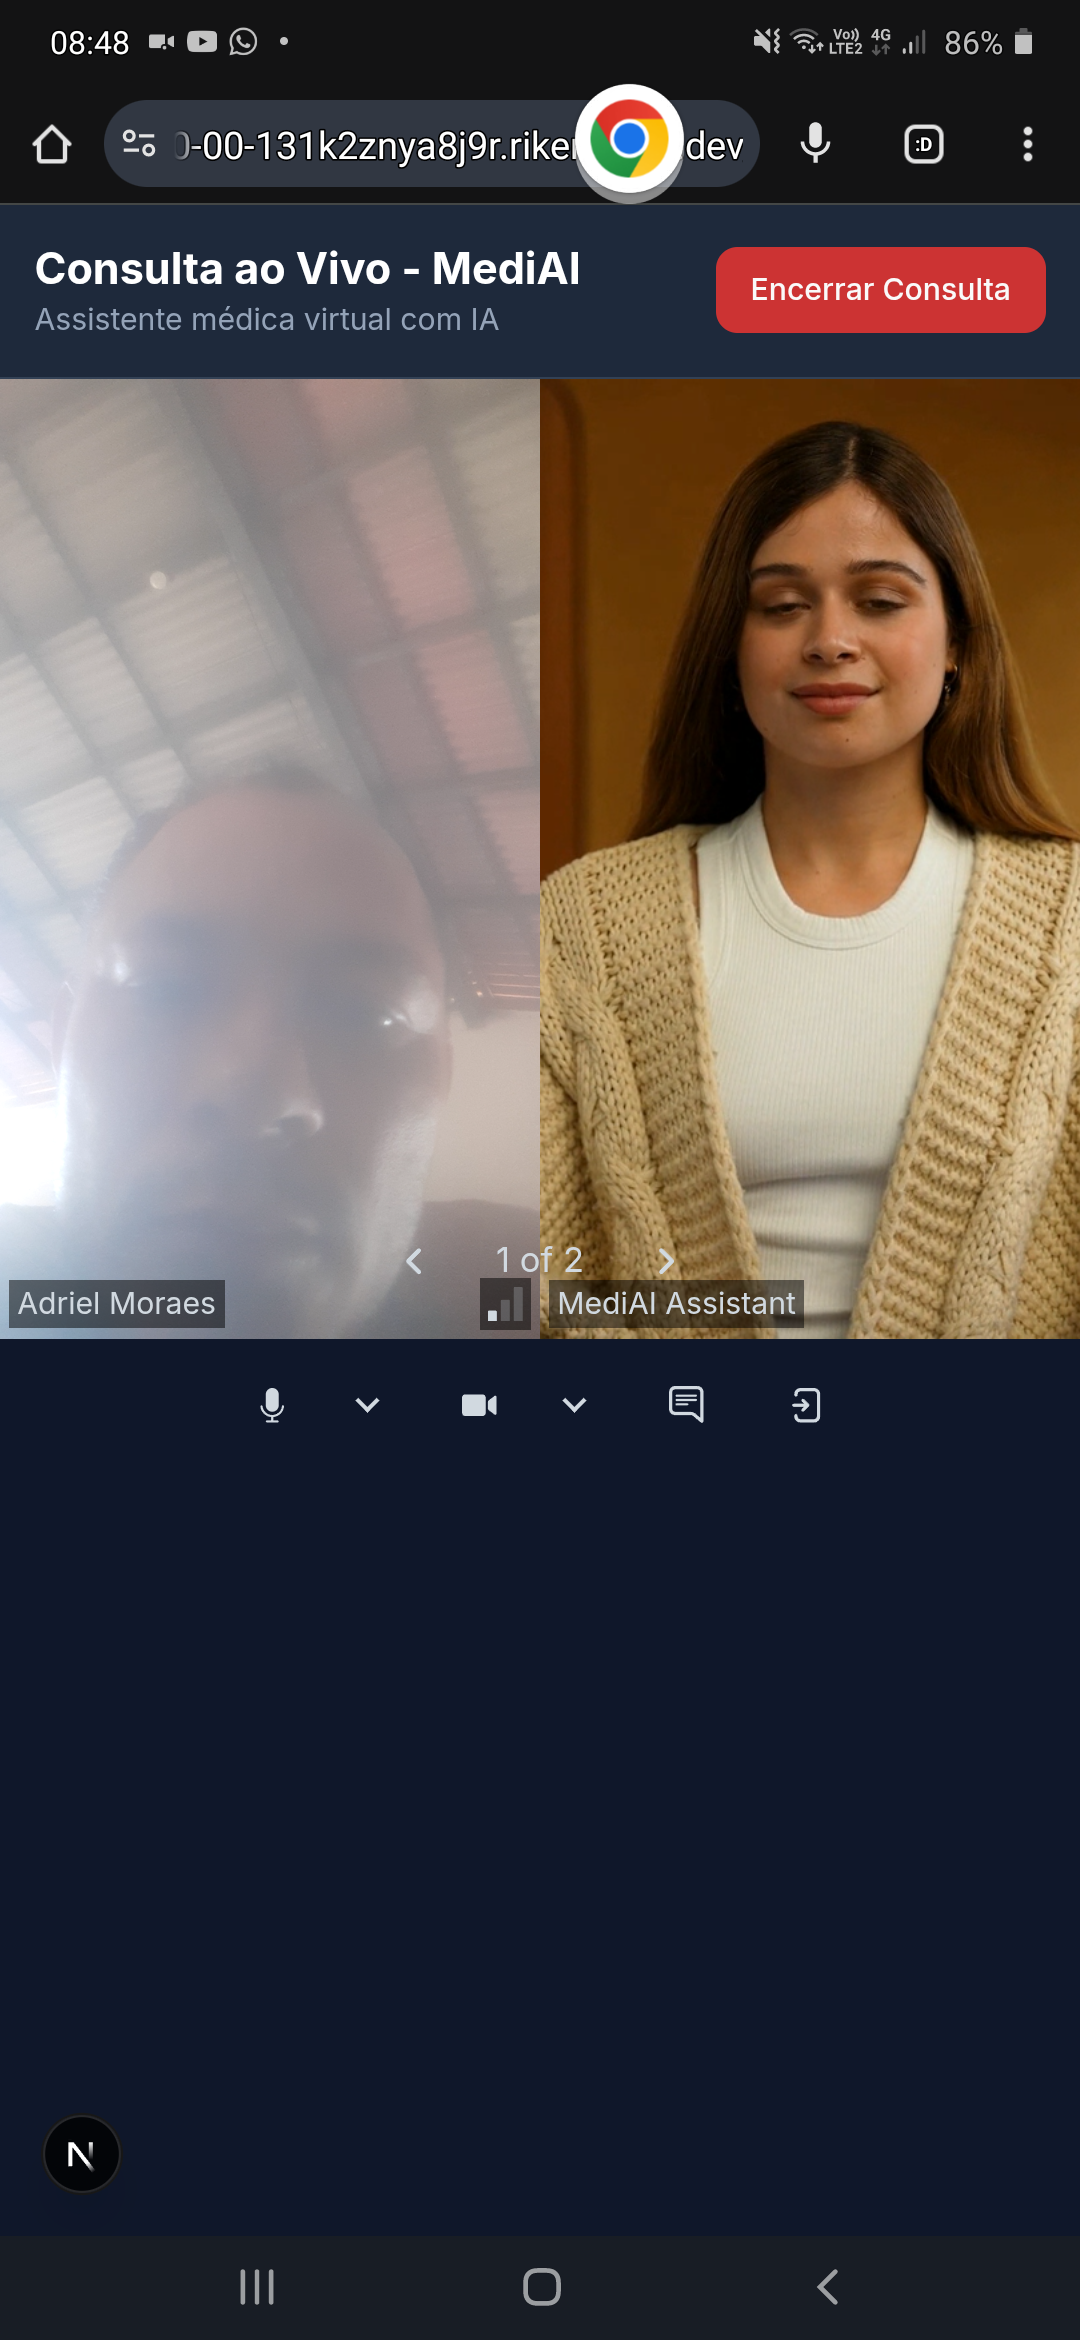 08:48
Vo))
LTE2
4G
86%
-00-131k2znya8j9r.riker
dev
:D
Consulta ao Vivo - MediAI
Assistente médica virtual com IA
Encerrar Consulta
1 of 2
Adriel Moraes
MediAI Assistant
N